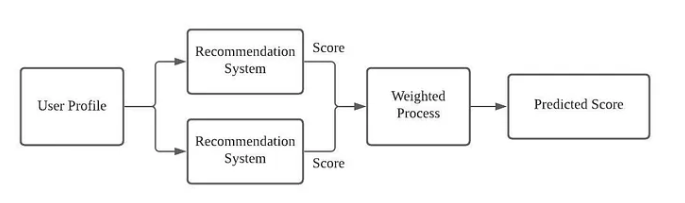 User Profile
Recommendation
System
Score
Recommendation
System
Score
Weighted
Process
Predicted Score